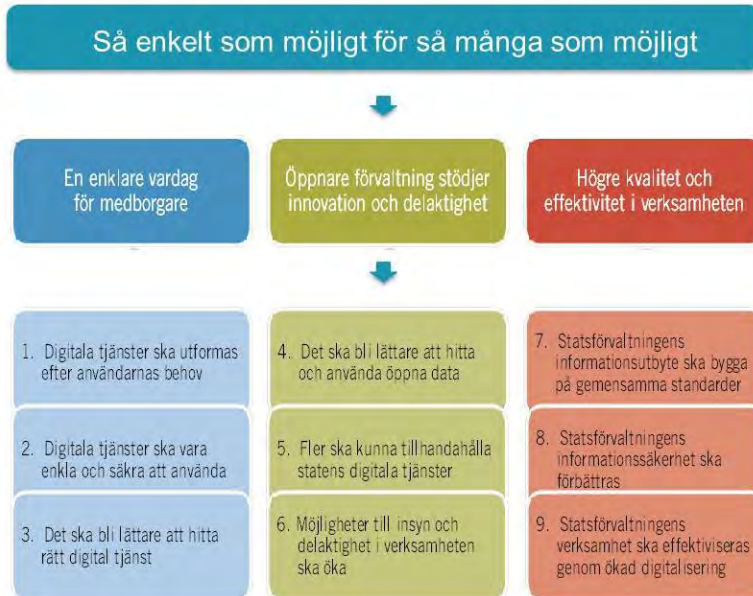 Så enkelt som möjligt för så många som möjligt
En enklare vardag
för medborgare
Öppnare förvaltning stödjer
innovation och delaktighet
Högre kvalitet och
effektivitet i verksamheten
1. Digitala tjänster ska utformas
efter användarnas behov
2. Digitala tjänster ska vara
enkla och säkra att använda
3. Det ska bli lättare att hitta
rätt digital tjänst
4. Det ska bli lättare att hitta
och använda öppna data
5. Fler ska kunna tillhandahålla
statens digitala tjänster
6. Möjligheter till insyn och
delaktighet i verksamheten
ska öka
7. Statsförvaltningens
informationsutbyte ska bygga
på gemensamma standarder
8. Statsförvaltningens
informationssäkerhet ska
förbättras
9. Statsförvaltningens
verksamhet ska effektiviseras
genom ökad digitalisering